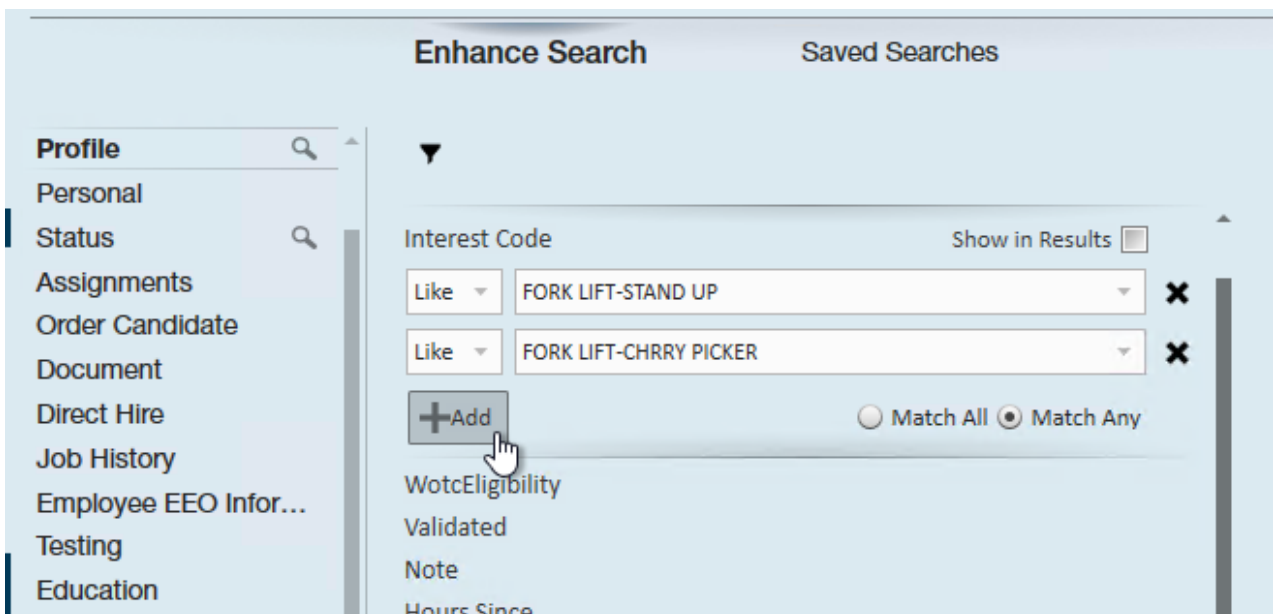 Enhance Search
Saved Searches
Profile
Personal
Status
Assignments
Order Candidate
Document
Direct Hire
Job History
Employee EEO Infor...
Testing
Education
Interest Code
Show in Results
Like
FORK LIFT-STAND UP
Like
FORK LIFT-CHRRY PICKER
Add
Match All
Match Any
WotcEligibility
Validated
Note
Hours Since